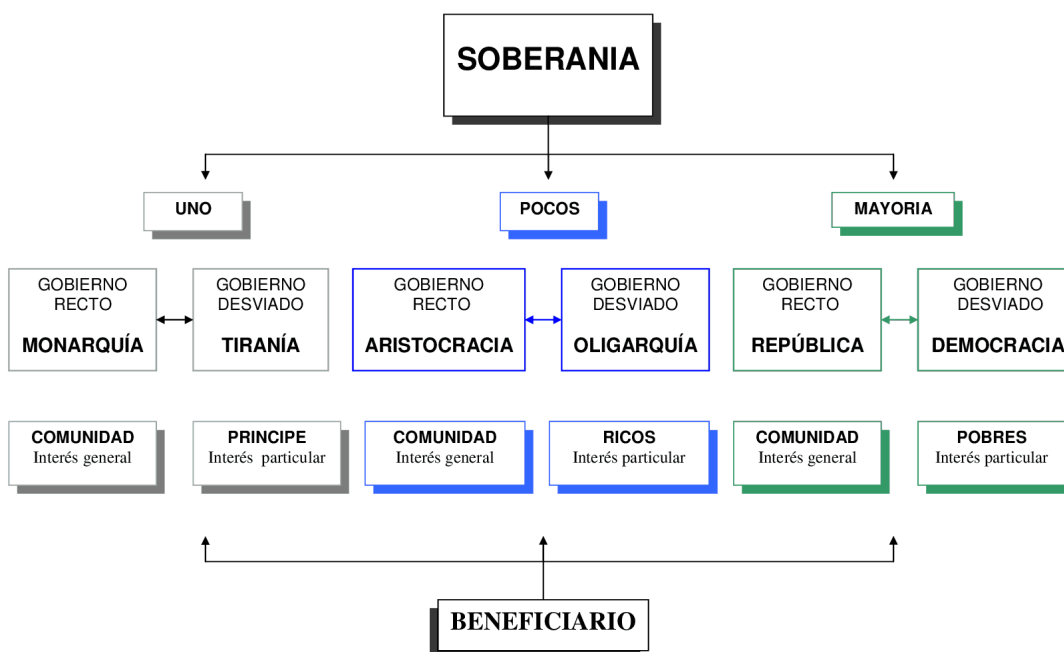 SOBERANIA
UNO
POCOS
MAYORIA
GOBIERNO
RECTO
MONARQUÍA
GOBIERNO
DESVIADO
TIRANÍA
GOBIERNO
RECTO
ARISTOCRACIA
GOBIERNO
DESVIADO
OLIGARQUÍA
GOBIERNO
RECTO
REPÚBLICA
GOBIERNO
DESVIADO
DEMOCRACIA
COMUNIDAD
Interés general
PRINCIPE
Interés particular
COMUNIDAD
Interés general
RICOS
Interés particular
COMUNIDAD
Interés general
POBRES
Interés particular
BENEFICIARIO